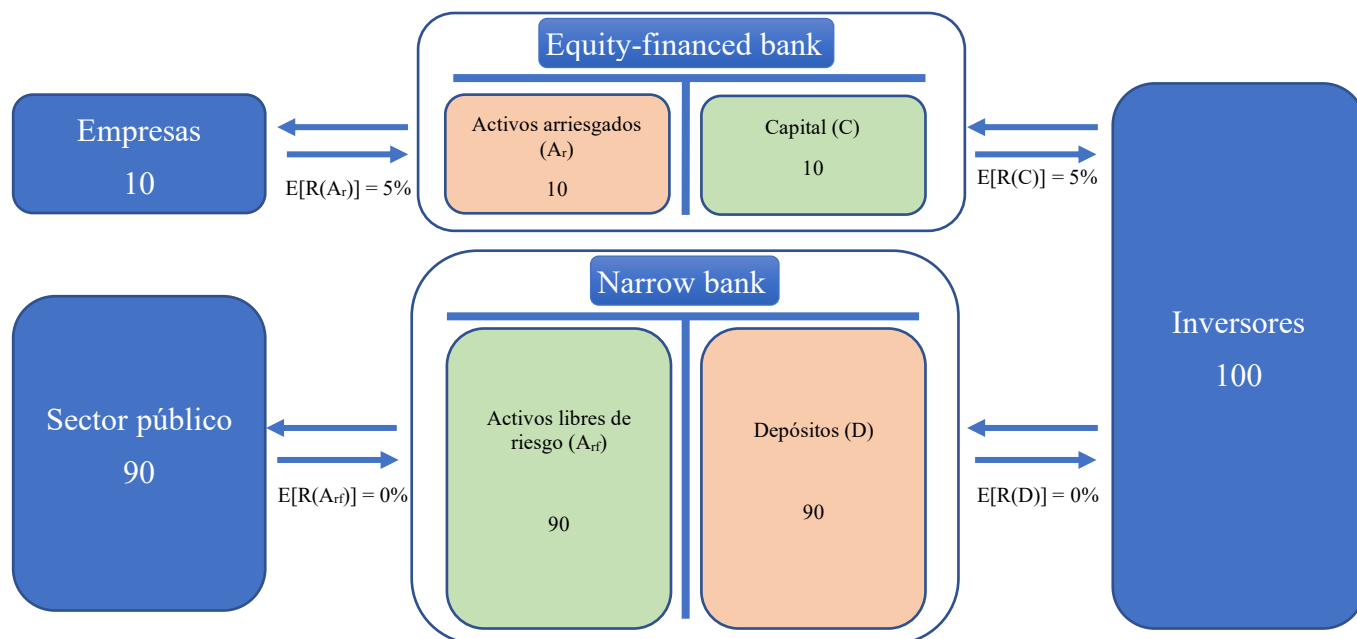 Equity-financed bank
Empresas
10
E[R(Aᵣ)] = 5%
Activos arriesgados
(Aᵣ)
10
Capital (C)
10
E[R(C)] = 5%
Narrow bank
Sector público
90
E[R(Aᵣf)] = 0%
Activos libres de
riesgo (Aᵣf)
90
Depósitos (D)
90
E[R(D)] = 0%
Inversores
100